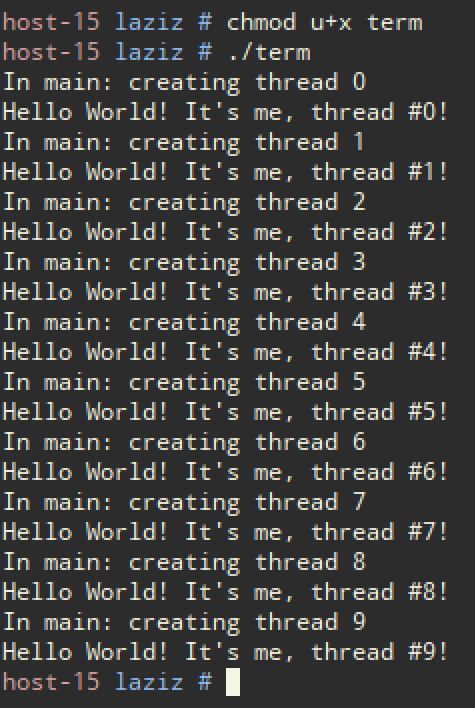 host-15 laziz # chmod u+x term
host-15 laziz # ./term
In main: creating thread 0
Hello World! It's me, thread #0!
In main: creating thread 1
Hello World! It's me, thread #1!
In main: creating thread 2
Hello World! It's me, thread #2!
In main: creating thread 3
Hello World! It's me, thread #3!
In main: creating thread 4
Hello World! It's me, thread #4!
In main: creating thread 5
Hello World! It's me, thread #5!
In main: creating thread 6
Hello World! It's me, thread #6!
In main: creating thread 7
Hello World! It's me, thread #7!
In main: creating thread 8
Hello World! It's me, thread #8!
In main: creating thread 9
Hello World! It's me, thread #9!
host-15 laziz #